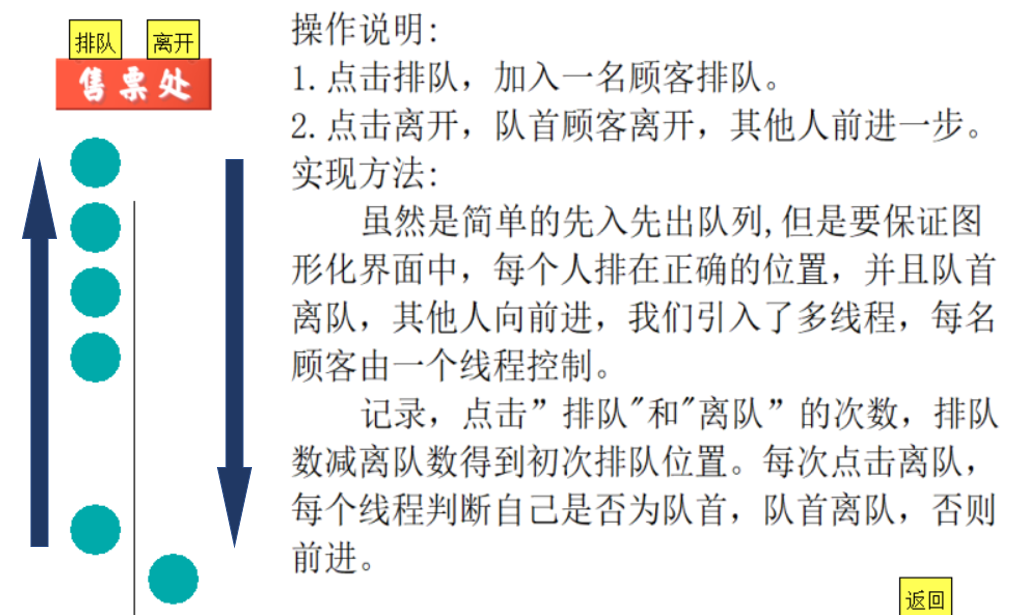 排队 离开
售票处
操作说明:
1.点击排队，加入一名顾客排队。
2.点击离开，队首顾客离开，其他人前进一步。
实现方法:
虽然是简单的先入先出队列,但是要保证图
形化界面中，每个人排在正确的位置，并且队首
离队，其他人向前进，我们引入了多线程，每名
顾客由一个线程控制。
记录，点击”排队"和"离队”的次数，排队
数减离队数得到初次排队位置。每次点击离队，
每个线程判断自己是否为队首，队首离队，否则
前进。
返回